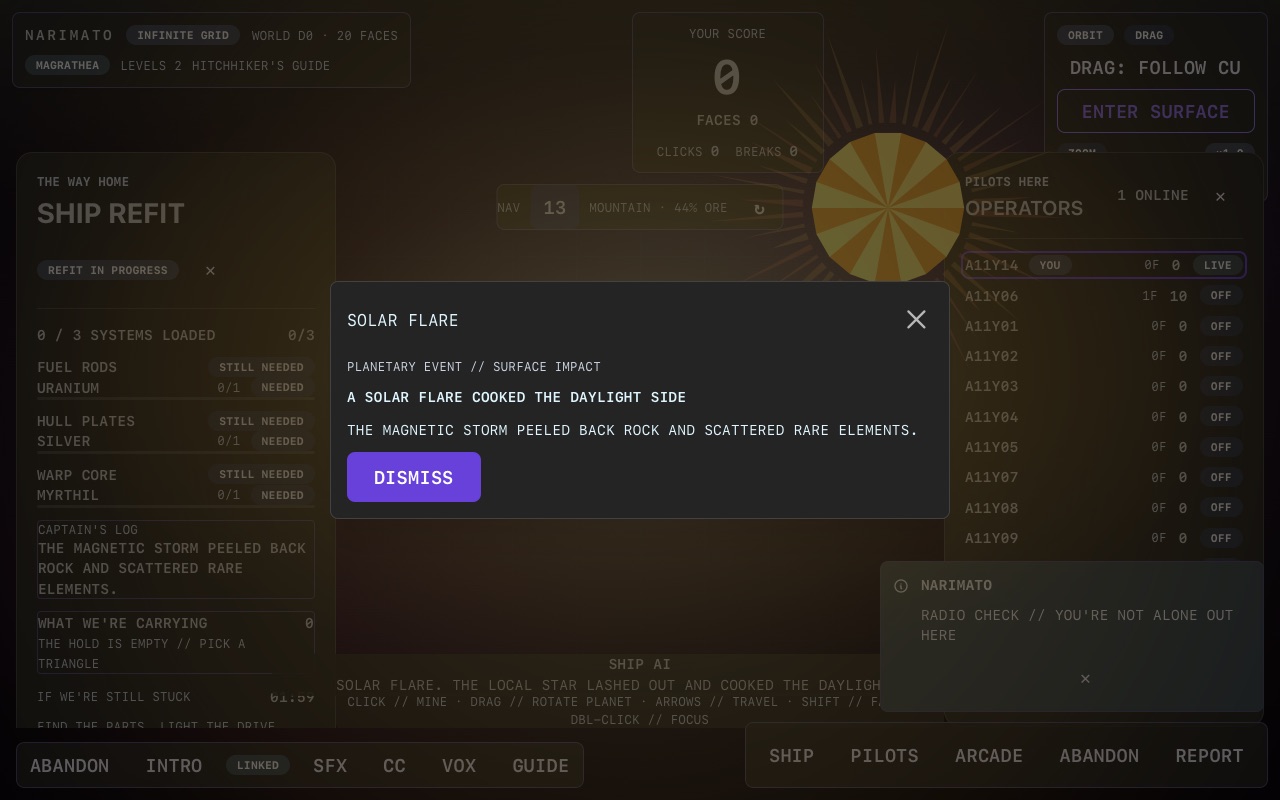 NARIMATO INFINITE GRID WORLD D0 · 20 FACES
MAGRATHEA LEVELS 2 HITCHHIKER'S GUIDE
YOUR SCORE
0
FACES 0
CLICKS 0 BREAKS 0
ORBIT DRAG
DRAG: FOLLOW CU
ENTER SURFACE
NAV 13 MOUNTAIN · 44% ORE ↻
THE WAY HOME
SHIP REFIT
REFIT IN PROGRESS ×
0 / 3 SYSTEMS LOADED 0/3
FUEL RODS STILL NEEDED
URANIUM 0/1 NEEDED
HULL PLATES STILL NEEDED
SILVER 0/1 NEEDED
WARP CORE STILL NEEDED
MYRTHIL 0/1 NEEDED
CAPTAIN'S LOG
THE MAGNETIC STORM PEELED BACK
ROCK AND SCATTERED RARE
ELEMENTS.
WHAT WE'RE CARRYING 0
THE HOLD IS EMPTY // PICK A
TRIANGLE
IF WE'RE STILL STUCK 01:59
FIND THE PARTS. LIGHT THE DRIVE
SOLAR FLARE
PLANETARY EVENT // SURFACE IMPACT
A SOLAR FLARE COOKED THE DAYLIGHT SIDE
THE MAGNETIC STORM PEELED BACK ROCK AND SCATTERED RARE ELEMENTS.
DISMISS
PILOTS HERE
OPERATORS
1 ONLINE ×
A11Y14 YOU 0F 0 LIVE
A11Y06 1F 10 OFF
A11Y01 0F 0 OFF
A11Y02 0F 0 OFF
A11Y03 0F 0 OFF
A11Y04 0F 0 OFF
A11Y05 0F 0 OFF
A11Y07 0F 0 OFF
A11Y08 0F 0 OFF
A11Y09 0F 0 OFF
NARIMATO
RADIO CHECK // YOU'RE NOT ALONE OUT
HERE
×
SHIP AI
SOLAR FLARE. THE LOCAL STAR LASHED OUT AND COOKED THE DAYLIGH
CLICK // MINE · DRAG // ROTATE PLANET · ARROWS // TRAVEL · SHIFT // FA
DBL-CLICK // FOCUS
ABANDON INTRO LINKED SFX CC VOX GUIDE
SHIP PILOTS ARCADE ABANDON REPORT